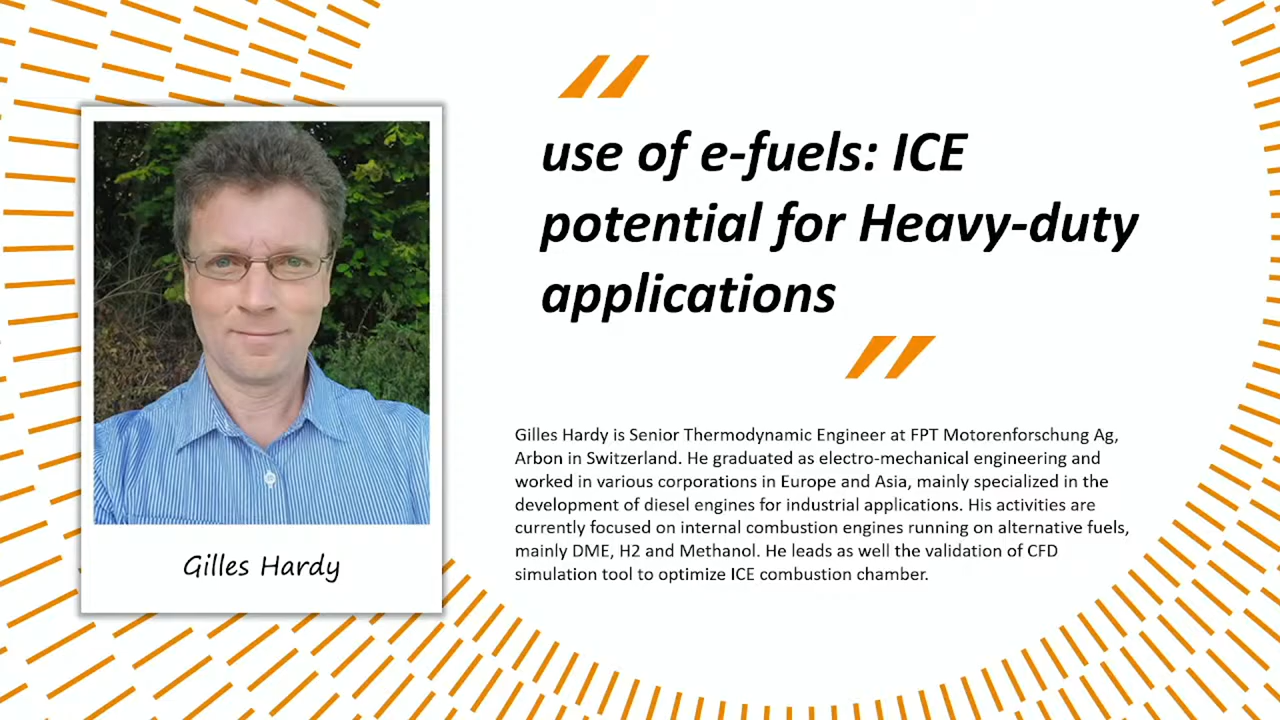 use of e-fuels: ICE
potential for Heavy-duty
applications
Gilles Hardy is Senior Thermodynamic Engineer at FPT Motorenforschung Ag,
Arbon in Switzerland. He graduated as electro-mechanical engineering and
worked in various corporations in Europe and Asia, mainly specialized in the
development of diesel engines for industrial applications. His activities are
currently focused on internal combustion engines running on alternative fuels,
mainly DME, H2 and Methanol. He leads as well the validation of CFD
simulation tool to optimize ICE combustion chamber.
Gilles Hardy